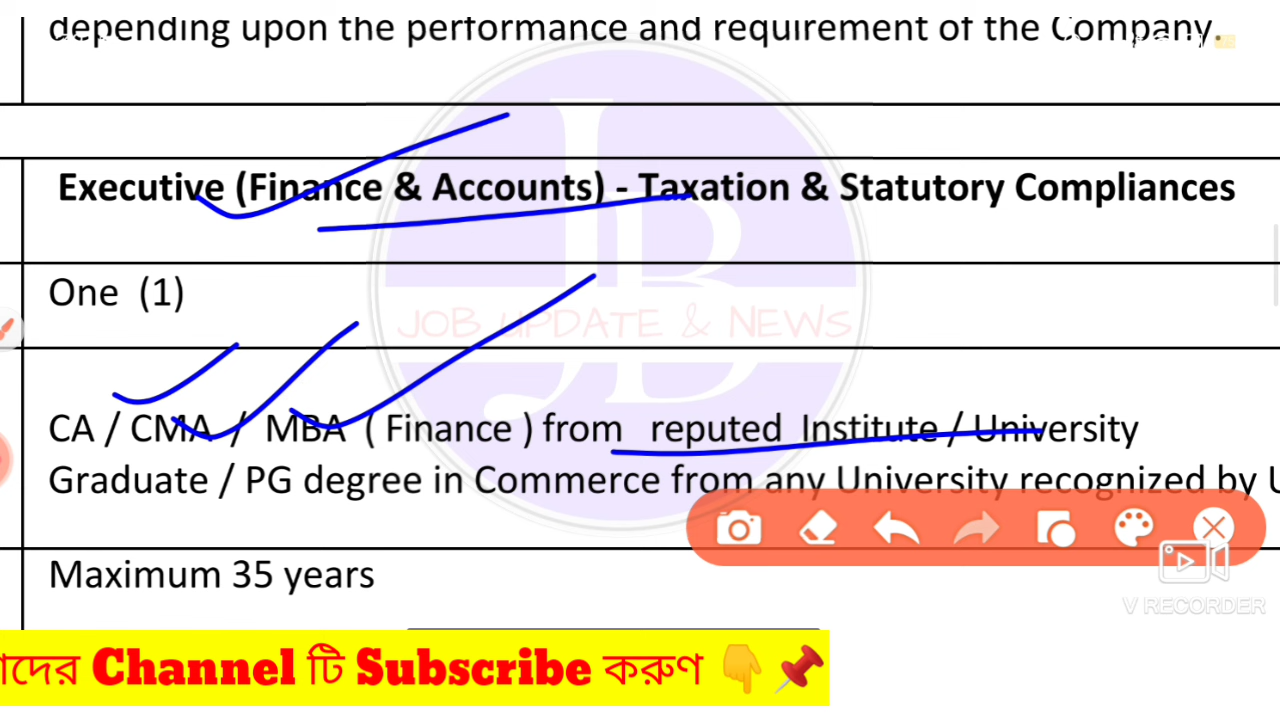 depending upon the performance and requirement of the Company.
Executive (Finance & Accounts) - Taxation & Statutory Compliances
One (1)
JOB UPDATE & NEWS
CA / CMA / MBA ( Finance ) from reputed Institute / University
Graduate / PG degree in Commerce from any University recognized by
Maximum 35 years
V RECORDER
Channel টি Subscribe করুণ